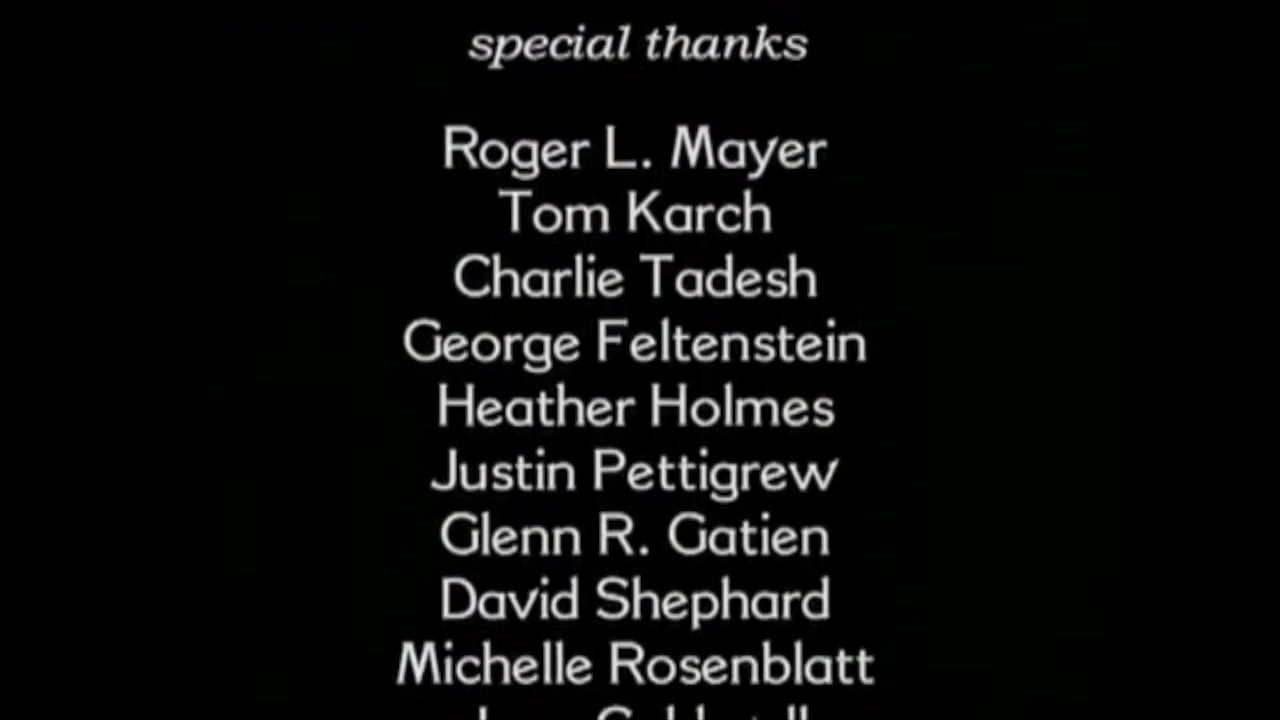 special thanks
Roger L. Mayer
Tom Karch
Charlie Tadesh
George Feltenstein
Heather Holmes
Justin Pettigrew
Glenn R. Gatien
David Shephard
Michelle Rosenblatt